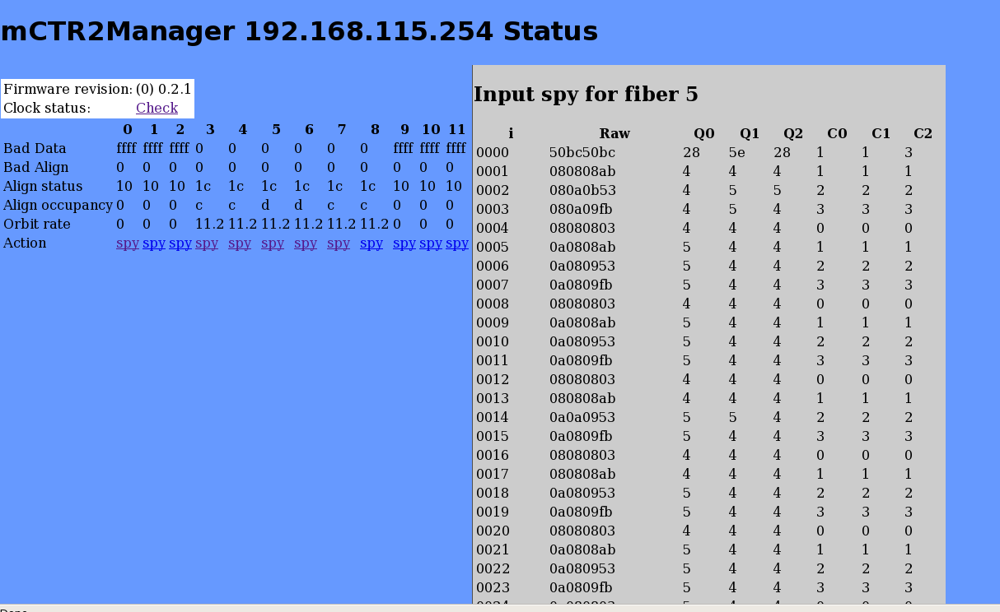 mCTR2Manager 192.168.115.254 Status
Firmware revision: (0) 0.2.1
Clock status: Check
0 1 2 3 4 5 6 7 8 9 10 11
Bad Data ffff ffff ffff 0 0 0 0 0 0 ffff ffff ffff
Bad Align 0 0 0 0 0 0 0 0 0 0 0 0
Align status 10 10 10 1c 1c 1c 1c 1c 1c 10 10 10
Align occupancy 0 0 0 c c d d c c 0 0 0
Orbit rate 0 0 0 11.2 11.2 11.2 11.2 11.2 11.2 0 0 0
Action spy spy spy spy spy spy spy spy spy spy spy spy
Input spy for fiber 5
i Raw Q0 Q1 Q2 C0 C1 C2
0000 50bc50bc 28 5e 28 1 1 3
0001 080808ab 4 4 4 1 1 1
0002 080a0b53 4 5 5 2 2 2
0003 080a09fb 4 5 4 3 3 3
0004 08080803 4 4 4 0 0 0
0005 0a0808ab 5 4 4 1 1 1
0006 0a080953 5 4 4 2 2 2
0007 0a0809fb 5 4 4 3 3 3
0008 08080803 4 4 4 0 0 0
0009 0a0808ab 5 4 4 1 1 1
0010 0a080953 5 4 4 2 2 2
0011 0a0809fb 5 4 4 3 3 3
0012 08080803 4 4 4 0 0 0
0013 080808ab 4 4 4 1 1 1
0014 0a0a0953 5 5 4 2 2 2
0015 0a0809fb 5 4 4 3 3 3
0016 08080803 4 4 4 0 0 0
0017 080808ab 4 4 4 1 1 1
0018 0a080953 5 4 4 2 2 2
0019 0a0809fb 5 4 4 3 3 3
0020 08080803 4 4 4 0 0 0
0021 0a0808ab 5 4 4 1 1 1
0022 0a080953 5 4 4 2 2 2
0023 0a0809fb 5 4 4 3 3 3